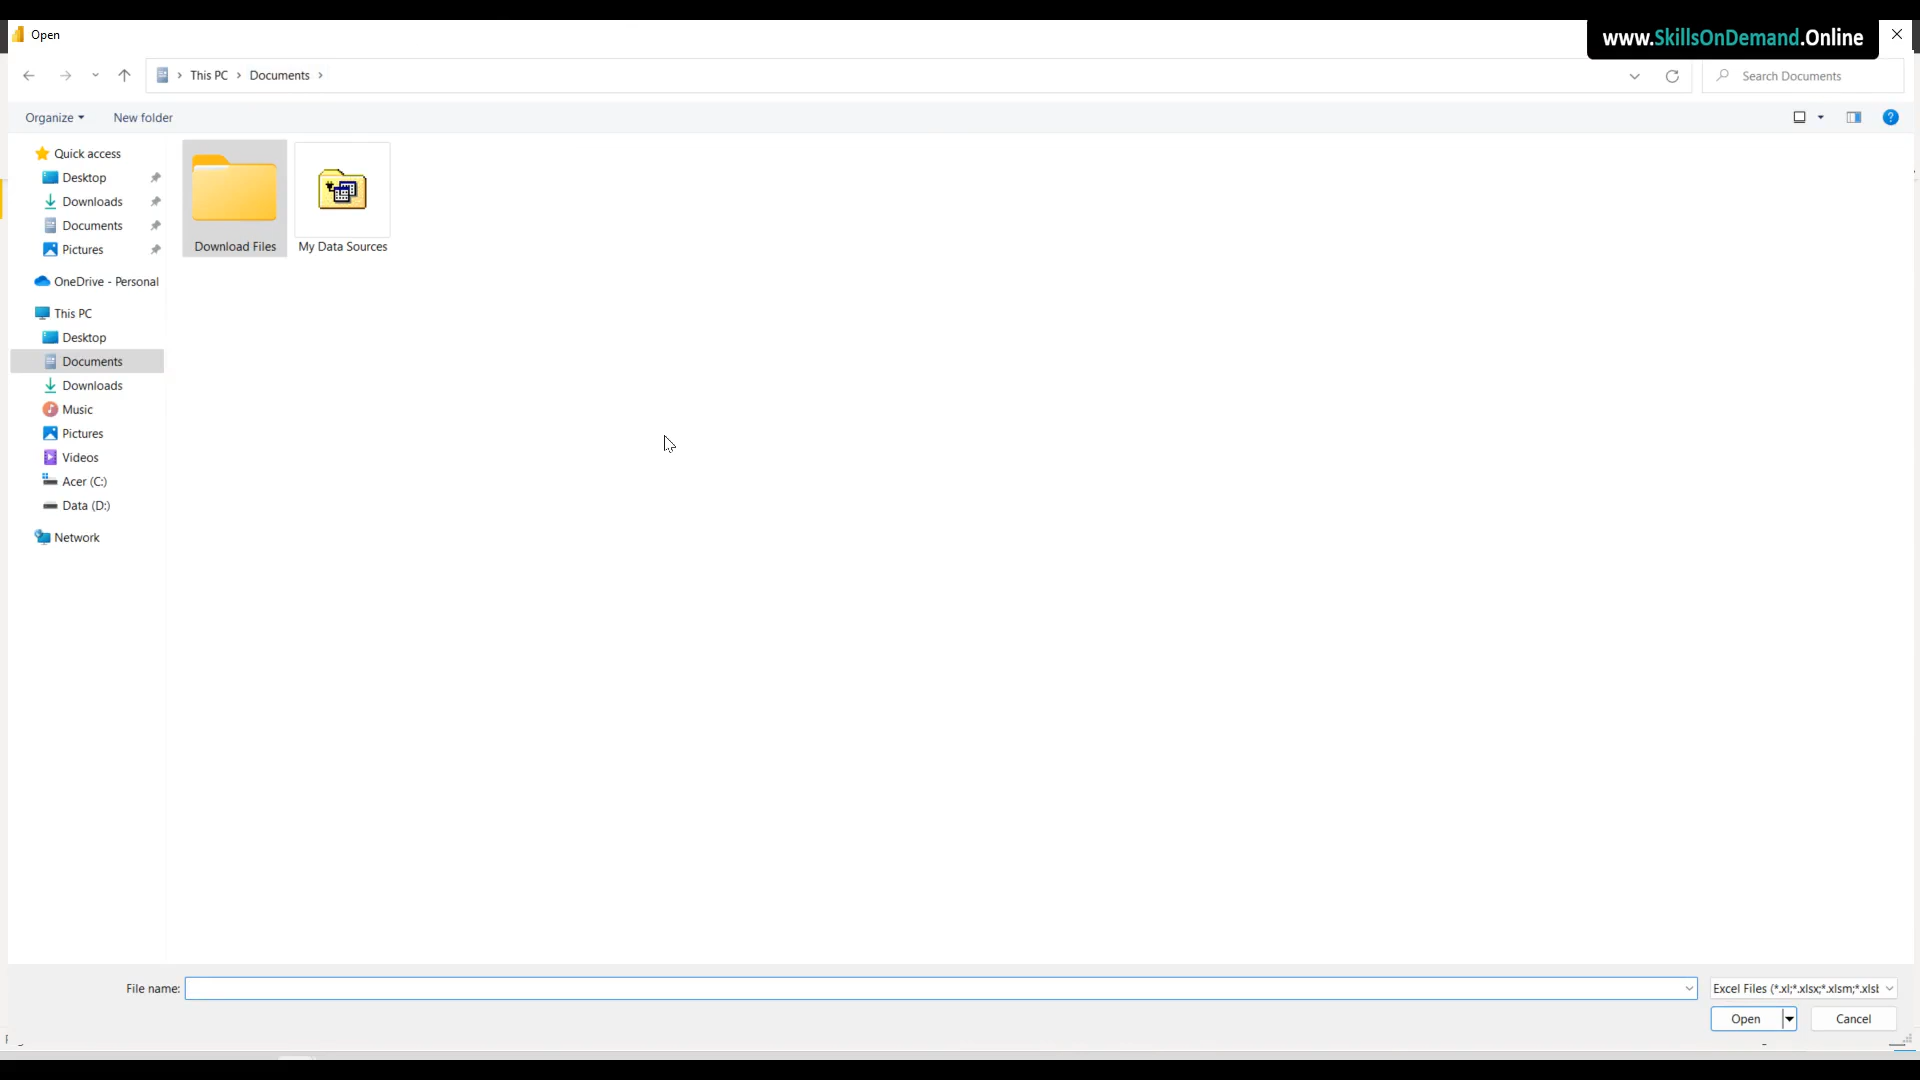 Open
www.SkillsOnDemand.Online
This PC
Documents
Search Documents
Organize
New folder
Quick access
Desktop
Downloads
Documents
Pictures
OneDrive - Personal
This PC
Desktop
Documents
Downloads
Music
Pictures
Videos
Acer (C:)
Data (D:)
Network
Download Files
My Data Sources
File name:
Excel Files (*.xl;*.xlsx;*.xlsm;*.xlsb
Open
Cancel